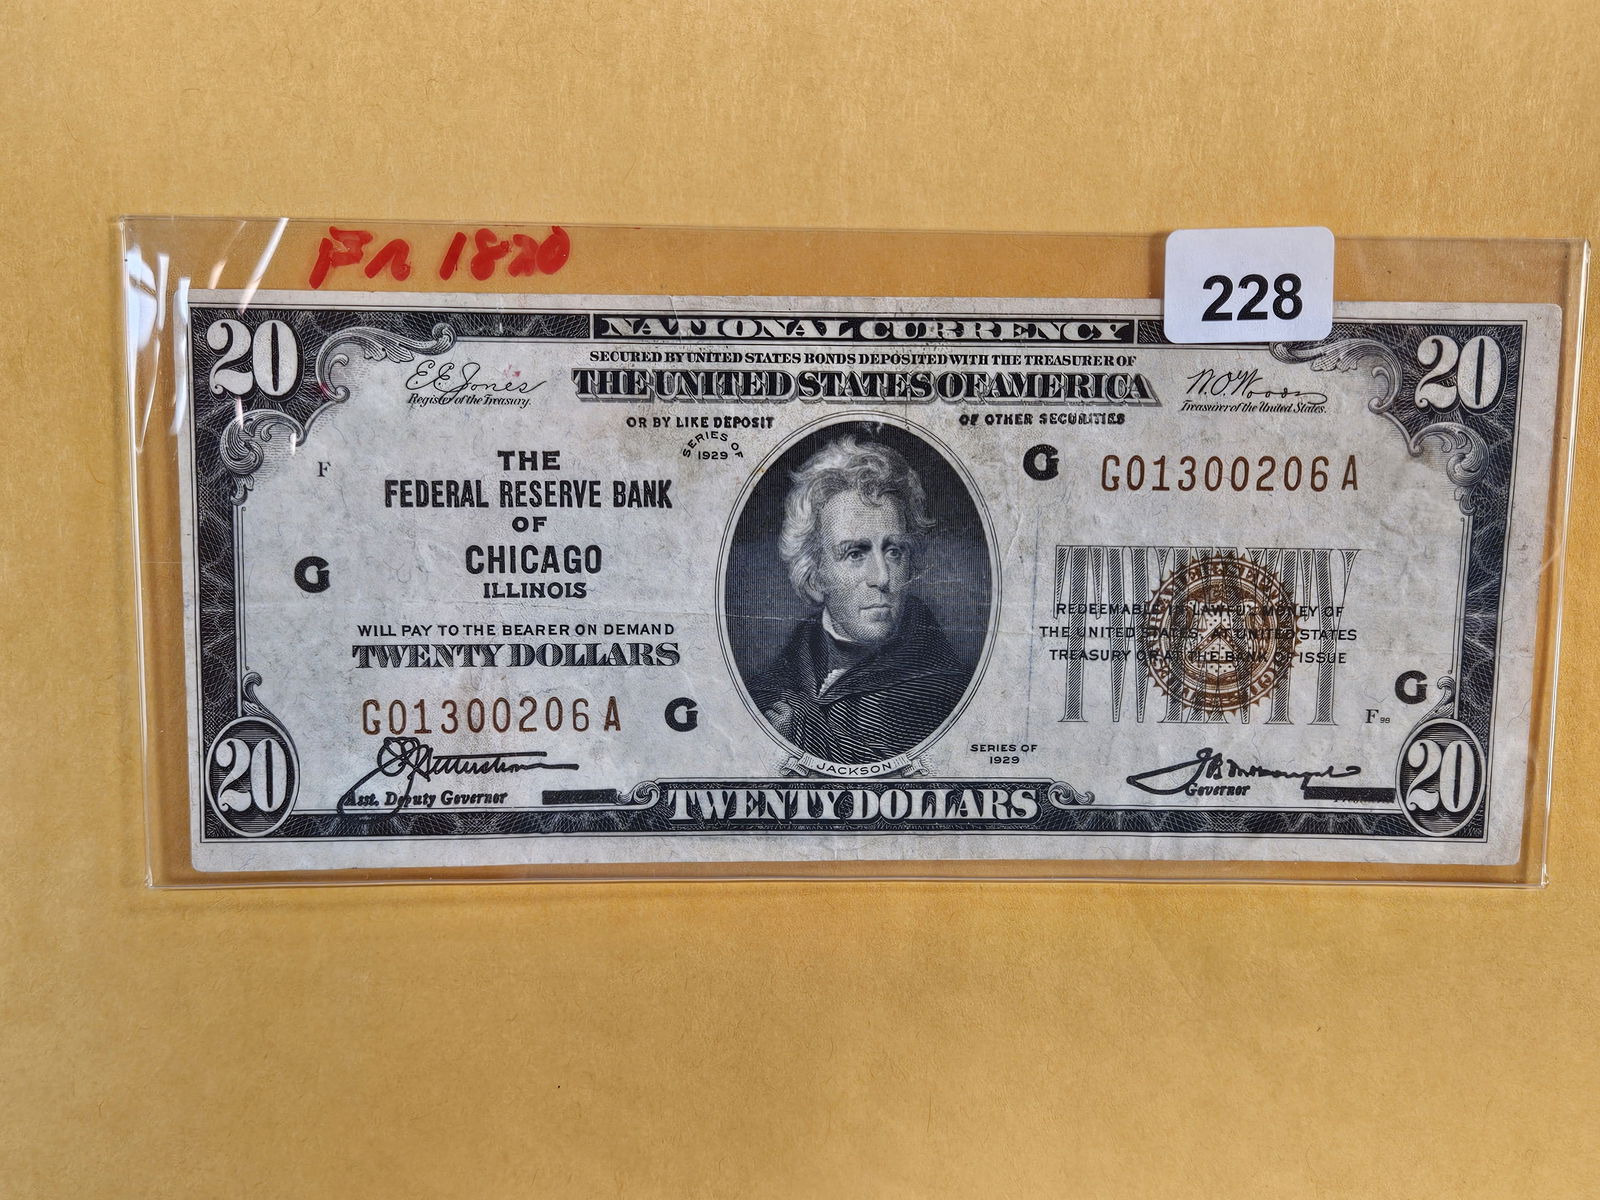 Fr 1820
228
20
NATIONAL CURRENCY
20
SECURED BY UNITED STATES BONDS DEPOSITED WITH THE TREASURER OF
E.E. Jones
THE UNITED STATES OF AMERICA
W.O. Woods
Register of the Treasury.
Treasurer of the United States.
OR BY LIKE DEPOSIT
OF OTHER SECURITIES
SERIES OF
1929
F
THE
FEDERAL RESERVE BANK
OF
CHICAGO
ILLINOIS
G
G01300206A
G
WILL PAY TO THE BEARER ON DEMAND
TWENTY DOLLARS
TWENTY
REDEEMABLE IN LAWFUL MONEY OF
THE UNITED STATES, AT UNITED STATES
TREASURY OR AT THE BANK OF ISSUE
G01300206A
G
G
F98
JACKSON
SERIES OF
1929
20
Asst. Deputy Governor
TWENTY DOLLARS
Governor
20